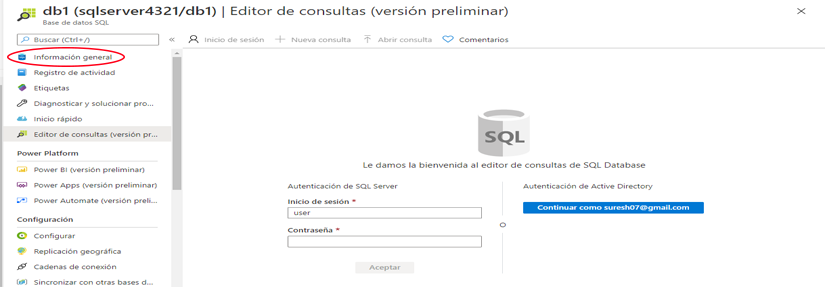 db1 (sqlserver4321/db1) | Editor de consultas (versión preliminar)
Base de datos SQL
Buscar (Ctrl+/)
Información general
Registro de actividad
Etiquetas
Diagnosticar y solucionar pro...
Inicio rápido
Editor de consultas (versión pr...
Power Platform
Power BI (versión preliminar)
Power Apps (versión preliminar)
Power Automate (versión preli...
Configuración
Configurar
Replicación geográfica
Cadenas de conexión
Sincronizar con otras bases d...
Inicio de sesión
Nueva consulta
Abrir consulta
Comentarios
SQL
Le damos la bienvenida al editor de consultas de SQL Database
Autenticación de SQL Server
Inicio de sesión *
user
Contraseña *
Aceptar
Autenticación de Active Directory
Continuar como suresh07@gmail.com